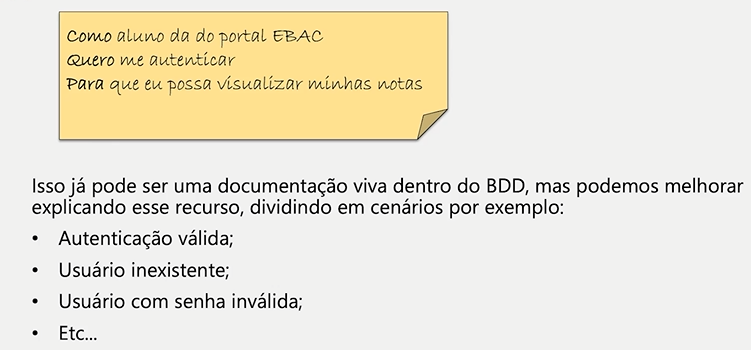 Como aluno da do portal EBAC
Quero me autenticar
Para que eu possa visualizar minhas notas
Isso já pode ser uma documentação viva dentro do BDD, mas podemos melhorar
explicando esse recurso, dividindo em cenários por exemplo:
• Autenticação válida;
• Usuário inexistente;
• Usuário com senha inválida;
• Etc...